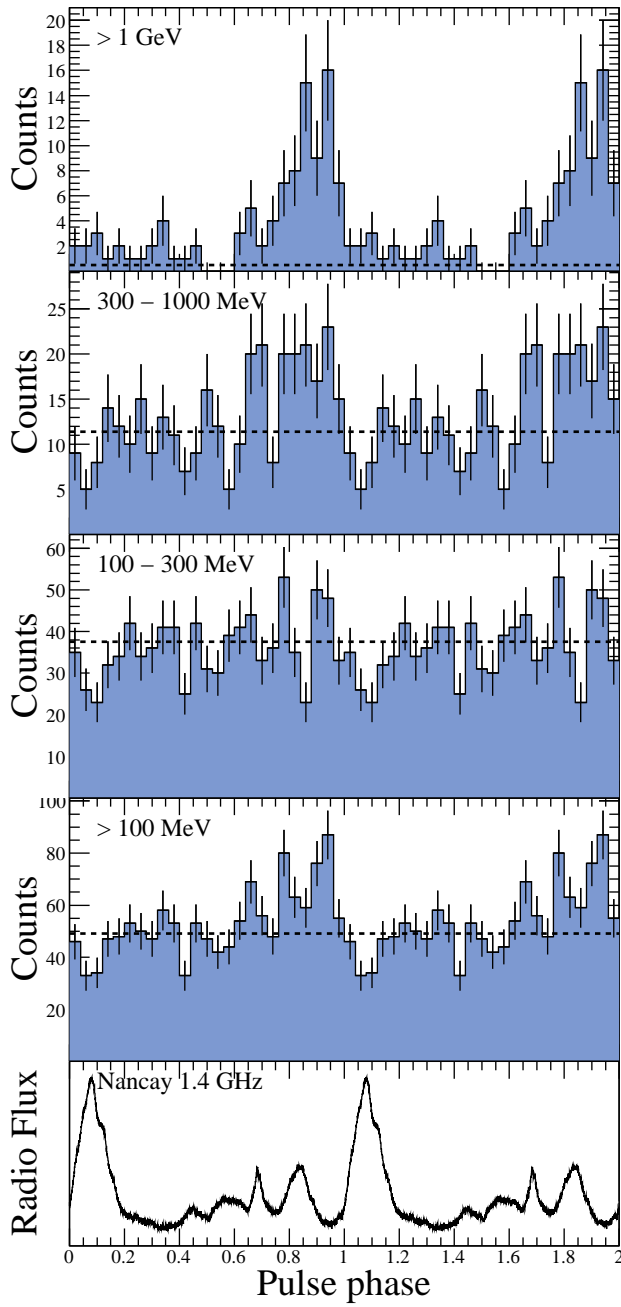 > 1 GeV
Counts
20
18
16
14
12
10
8
6
4
2
300 – 1000 MeV
Counts
25
20
15
10
5
100 – 300 MeV
Counts
60
50
40
30
20
10
> 100 MeV
Counts
100
80
60
40
20
Nancay 1.4 GHz
Radio Flux
0 0.2 0.4 0.6 0.8 1 1.2 1.4 1.6 1.8 2
Pulse phase